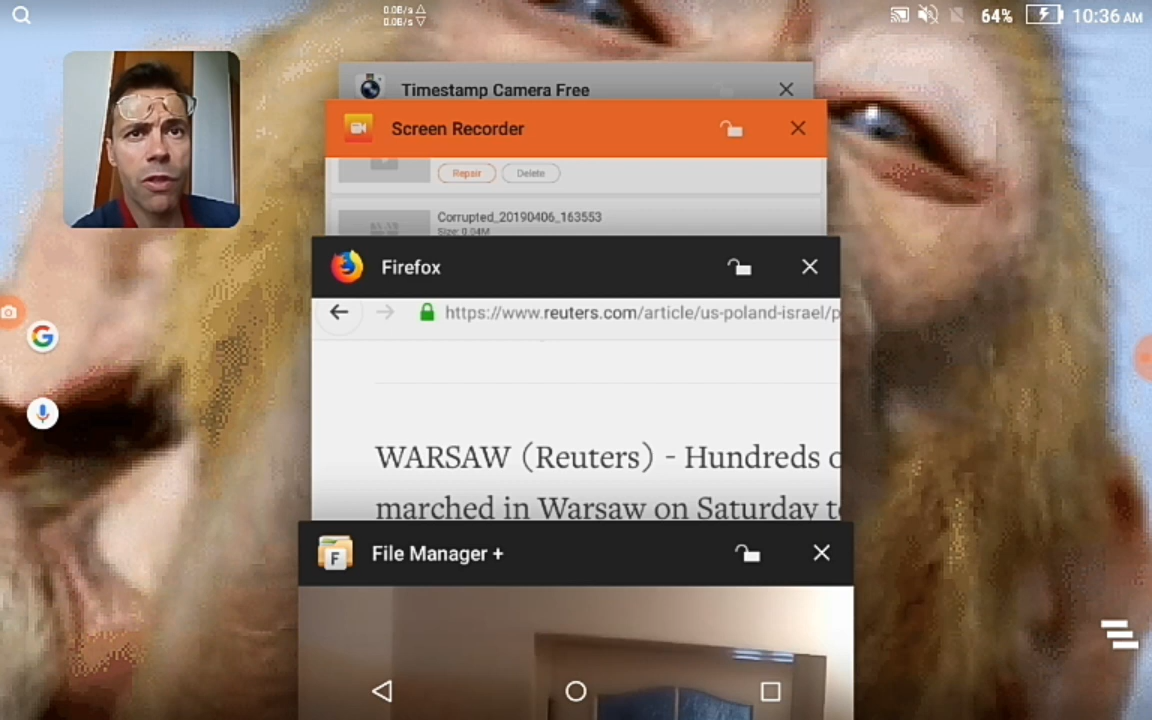 0.0B/s △
0.0B/s ▽
64%
10:36 AM
Timestamp Camera Free
Screen Recorder
Repair
Delete
Corrupted_20190406_163553
Size: 0.04M
Firefox
https://www.reuters.com/article/us-poland-israel/p
WARSAW (Reuters) - Hundreds o
marched in Warsaw on Saturday t
File Manager +
F
G